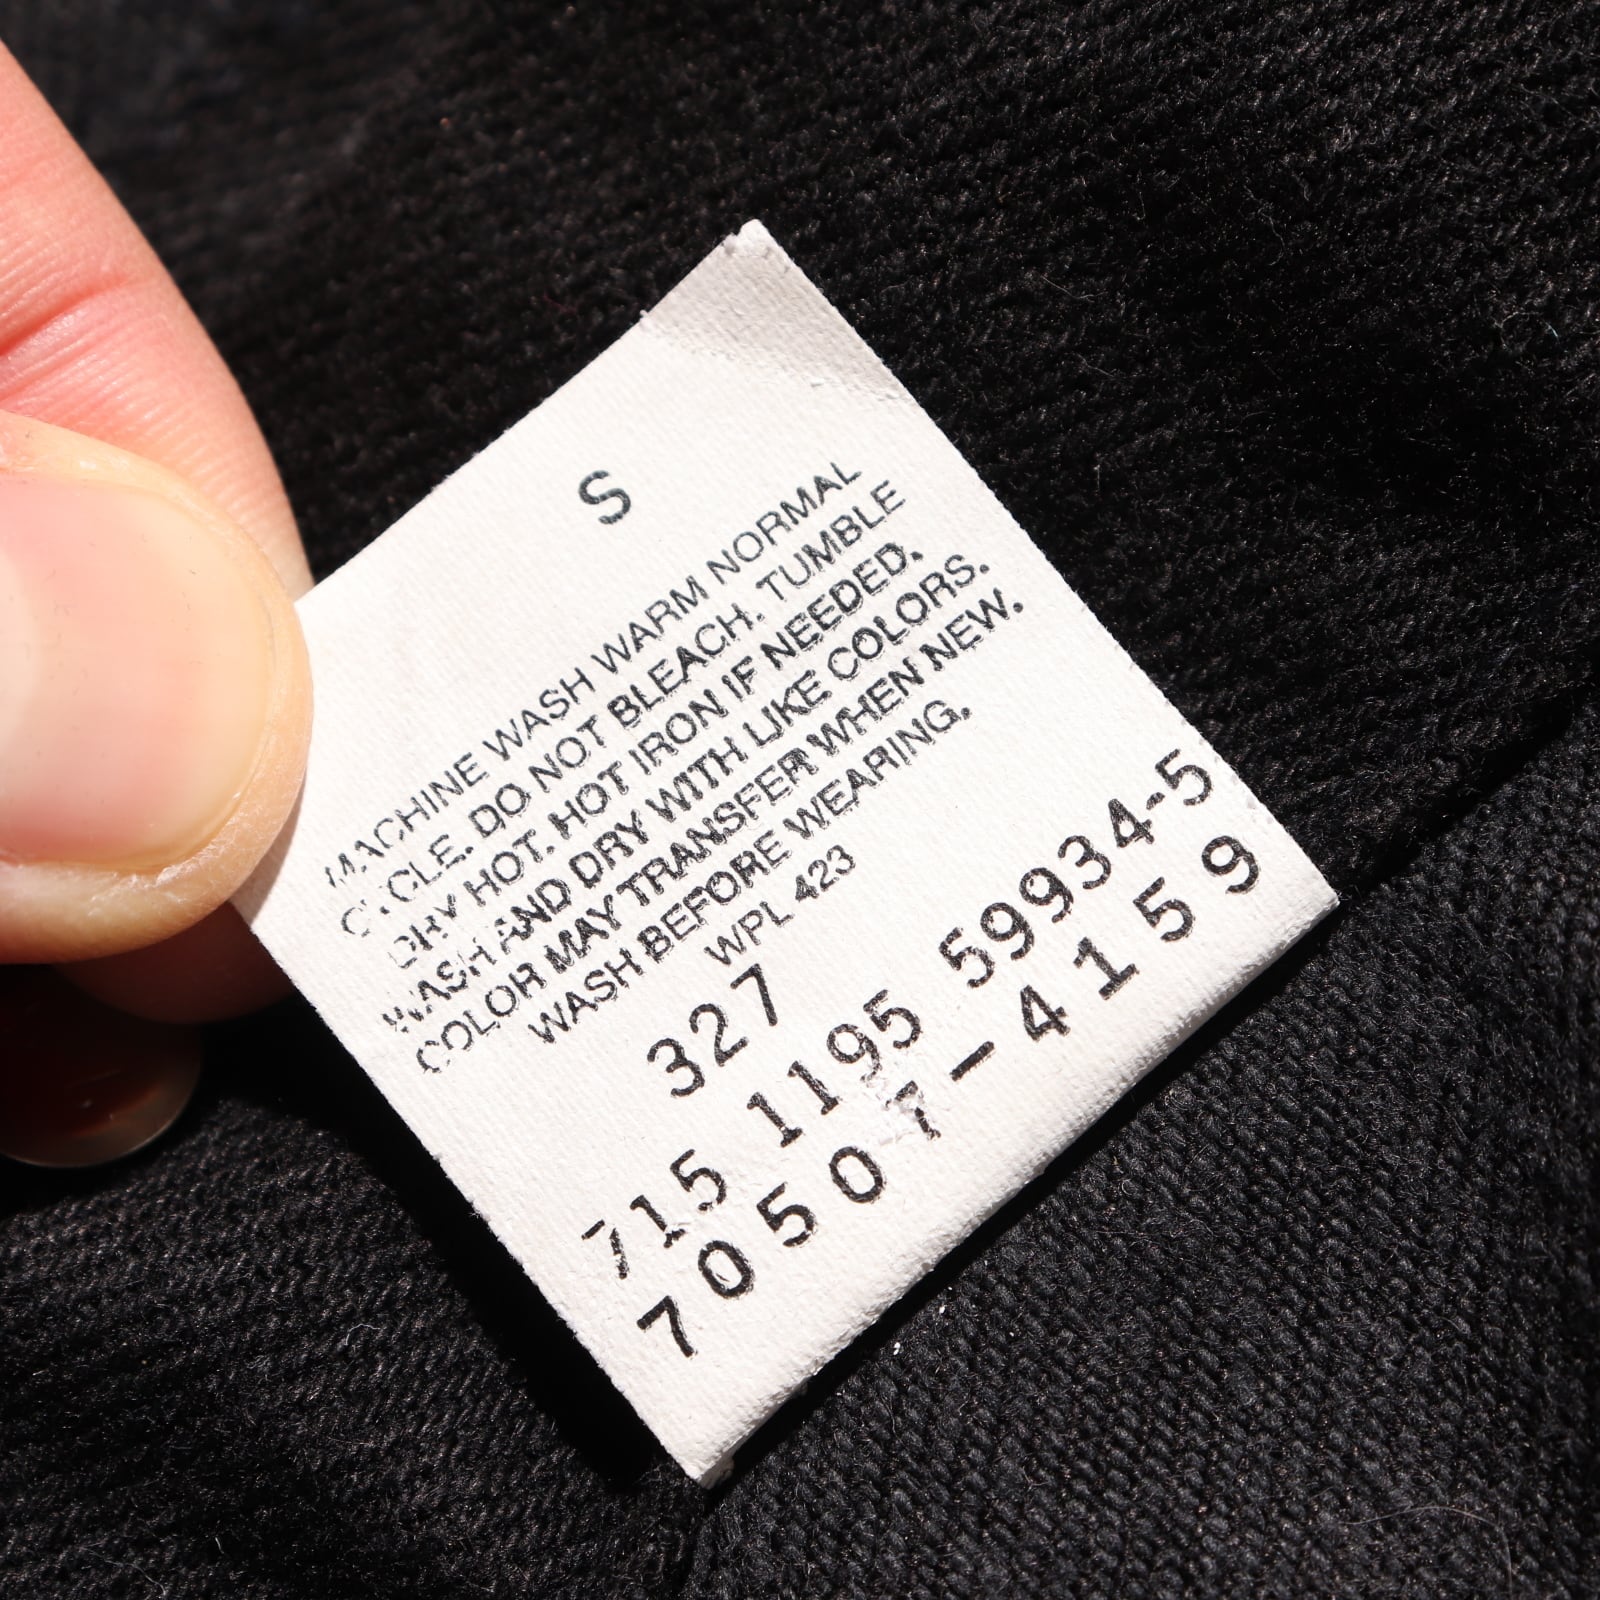 S
MACHINE WASH WARM NORMAL
CYCLE. DO NOT BLEACH. TUMBLE
DRY HOT. HOT IRON IF NEEDED.
WASH AND DRY WITH LIKE COLORS.
COLOR MAY TRANSFER WHEN NEW.
WASH BEFORE WEARING.
WPL 423
327
715 1195 59934-5
70507-4159